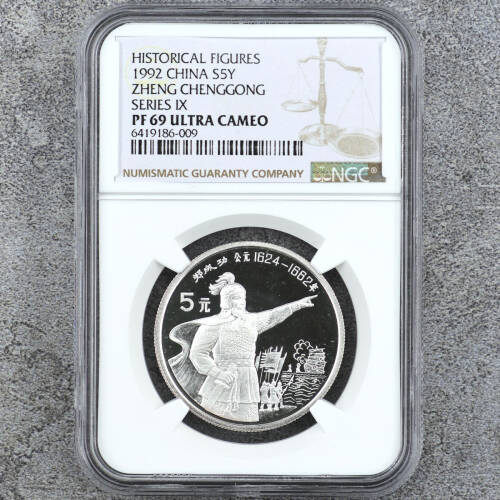 HISTORICAL FIGURES
1992 CHINA S5Y
ZHENG CHENGGONG
SERIES IX
PF 69 ULTRA CAMEO
6419186-009
NUMISMATIC GUARANTY COMPANY
NGC®
郑成功 公元1624-1662年
5元